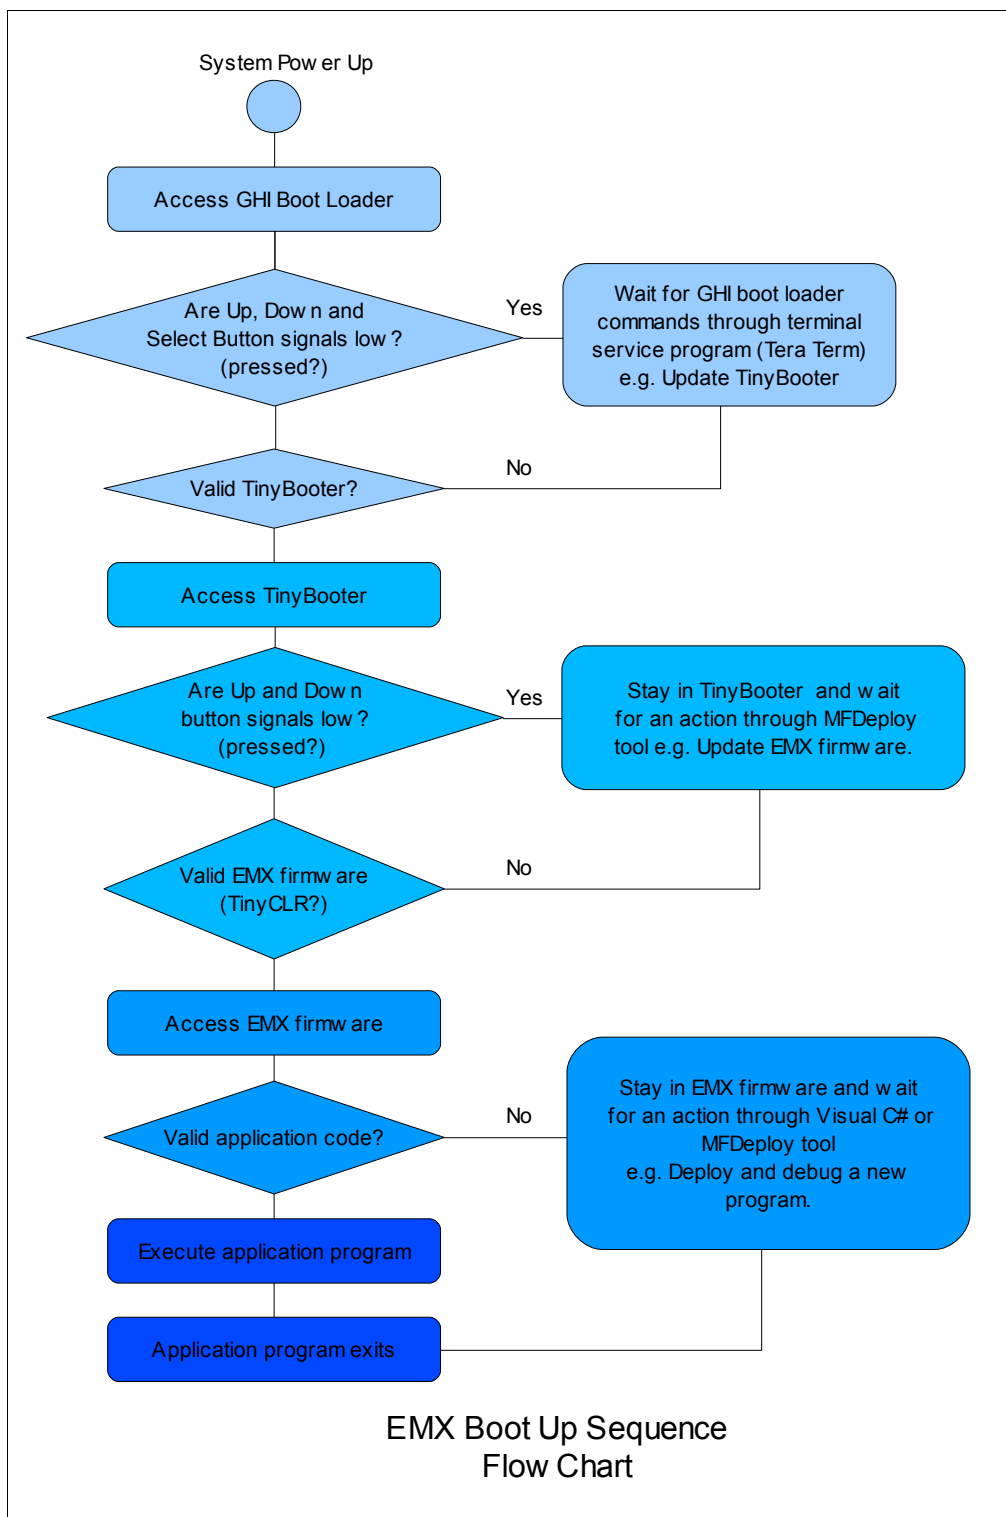 System Power Up
Access GHI Boot Loader
Are Up, Down and
Select Button signals low?
(pressed?)
Yes
Wait for GHI boot loader
commands through terminal
service program (Tera Term)
e.g. Update TinyBooter
Valid TinyBooter?
No
Access TinyBooter
Are Up and Down
button signals low?
(pressed?)
Yes
Stay in TinyBooter and wait
for an action through MFDeploy
tool e.g. Update EMX firmware.
Valid EMX firmware
(TinyCLR?)
No
Access EMX firmware
Valid application code?
No
Stay in EMX firmware and wait
for an action through Visual C# or
MFDeploy tool
e.g. Deploy and debug a new
program.
Execute application program
Application program exits
EMX Boot Up Sequence
Flow Chart